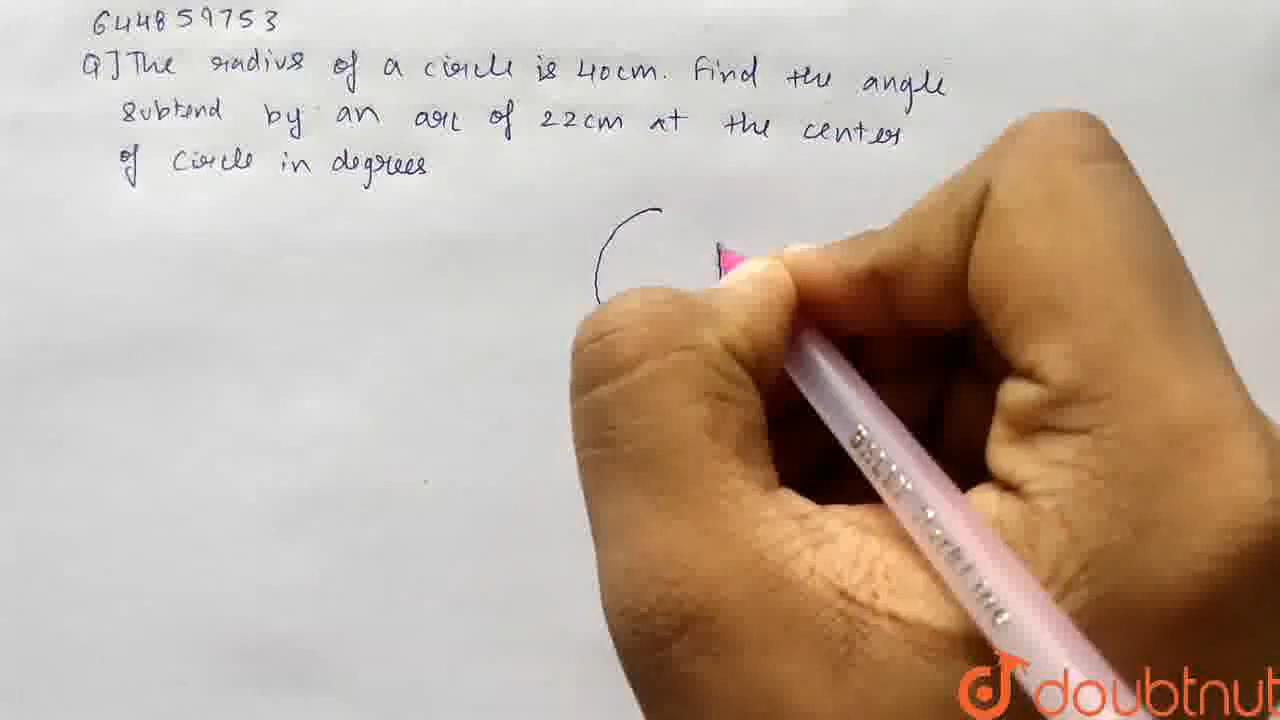 644859753
Q] The radius of a circle is 40cm. Find the angle
subtend by an arc of 22cm at the center
of circle in degrees
doubtnut